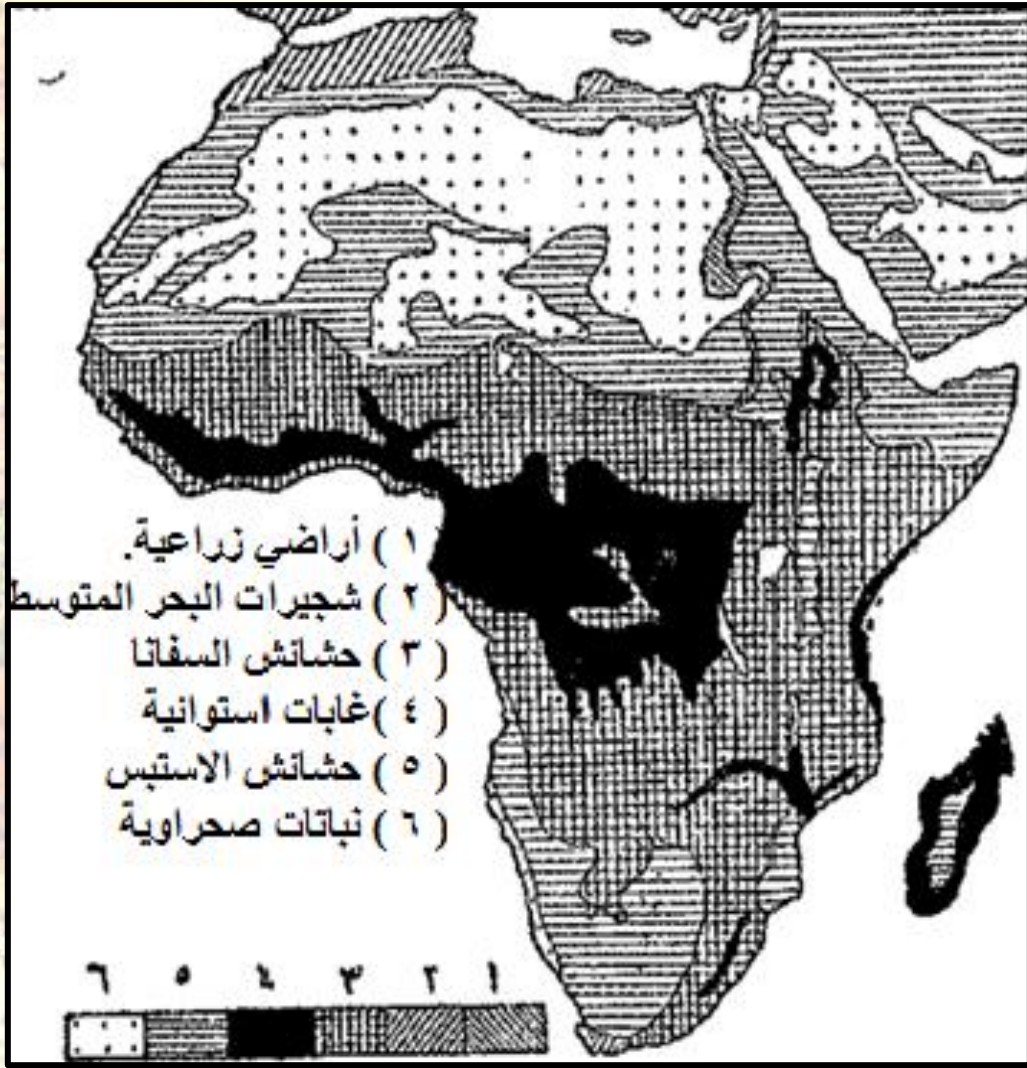 ( ١ ) أراضي زراعية.
( ٢ ) شجيرات البحر المتوسط
( ٣ ) حشائش السفانا
( ٤ ) غابات استوائية
( ٥ ) حشائش الاستبس
( ٦ ) نباتات صحراوية
٦ ٥ ٤ ٣ ٢ ١